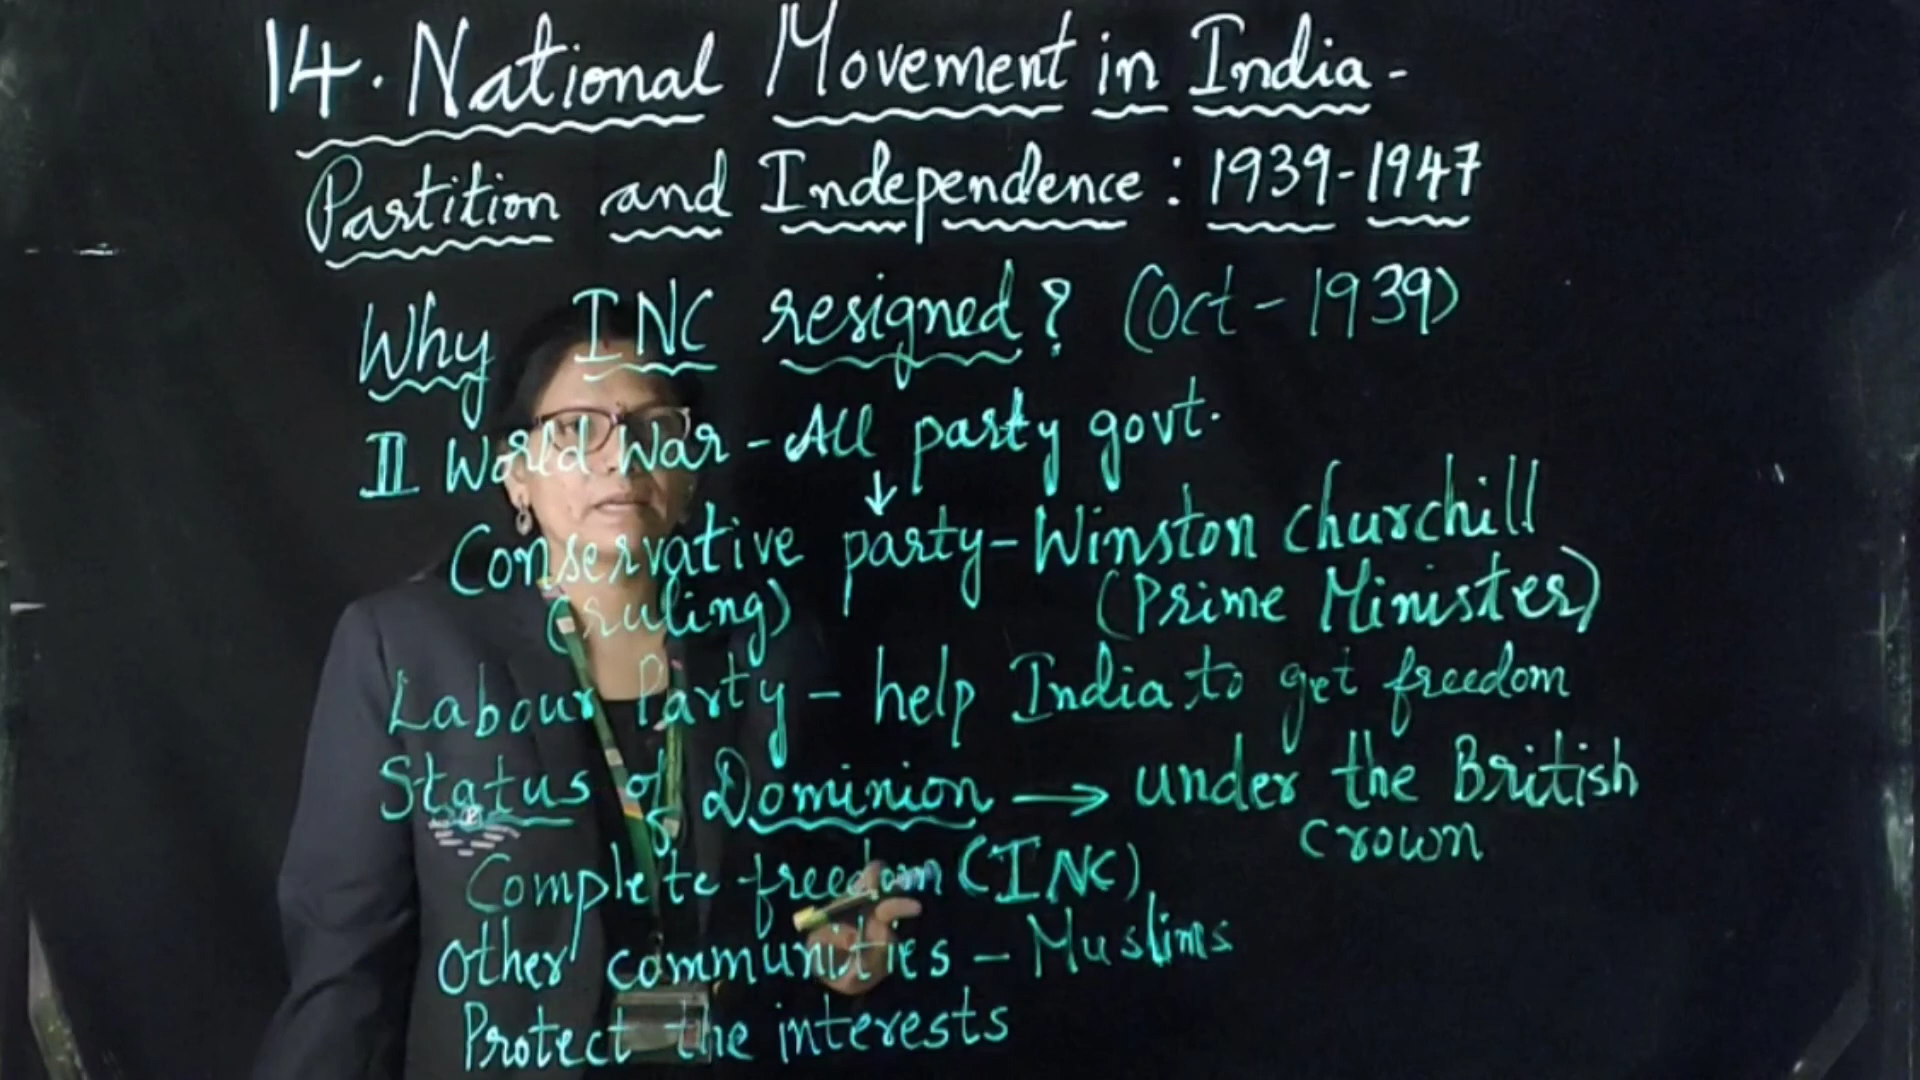 14. National Movement in India -
Partition and Independence : 1939-1947
Why INC resigned? (Oct - 1939)
II World War - All party govt.
↓
Conservative party - Winston Churchill
(ruling) (Prime Minister)
Labour Party - help India to get freedom
Status of Dominion → under the British
crown
Complete freedom (INC)
Other communities - Muslims
Protect the interests